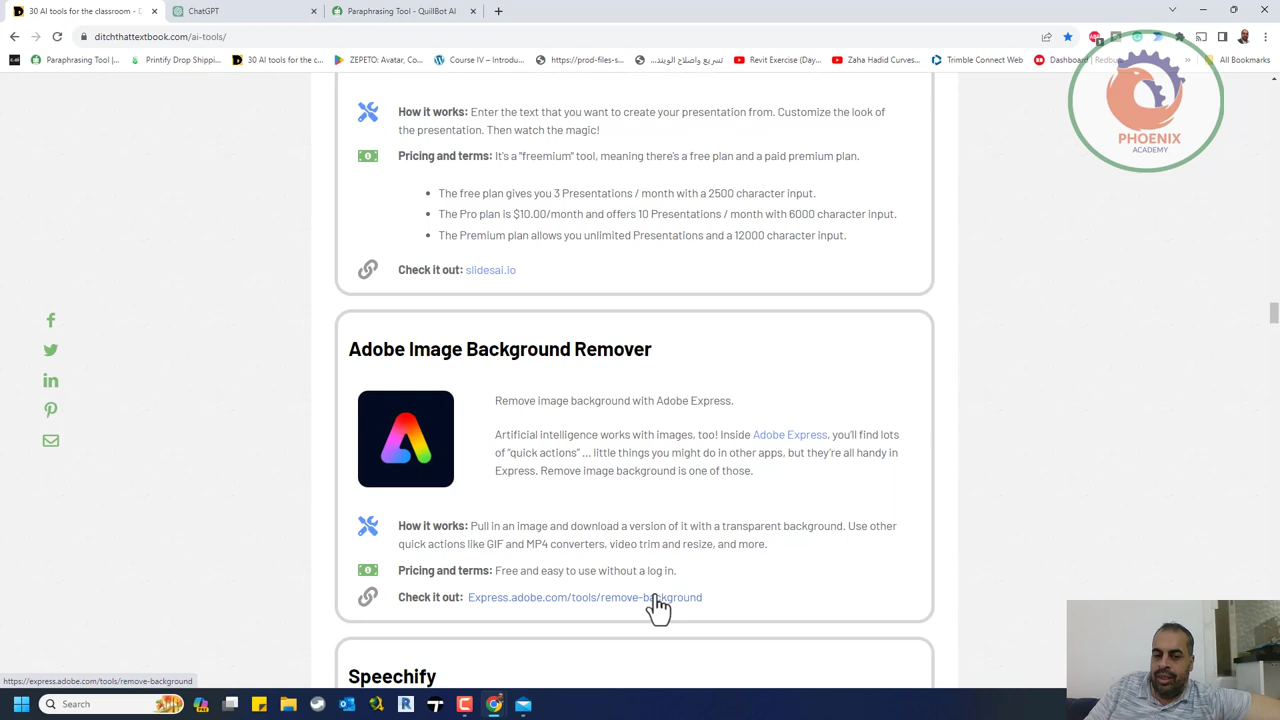 30 AI tools for the classroom - D
ChatGPT
Paraphrasing Tool - QuillBot AI
ditchthattextbook.com/ai-tools/
Paraphrasing Tool |...
Printify Drop Shippi...
30 AI tools for the c...
ZEPETO: Avatar, Co...
Course IV – Introdu...
https://prod-files-s...
تسريع واصلاح الويند...
Revit Exercise (Day...
Zaha Hadid Curves...
Trimble Connect Web
Dashboard
All Bookmarks
PHOENIX
ACADEMY
How it works: Enter the text that you want to create your presentation from. Customize the look of
the presentation. Then watch the magic!
Pricing and terms: It's a "freemium" tool, meaning there's a free plan and a paid premium plan.
• The free plan gives you 3 Presentations / month with a 2500 character input.
• The Pro plan is $10.00/month and offers 10 Presentations / month with 6000 character input.
• The Premium plan allows you unlimited Presentations and a 12000 character input.
Check it out: slidesai.io
Adobe Image Background Remover
Remove image background with Adobe Express.
Artificial intelligence works with images, too! Inside Adobe Express, you'll find lots
of "quick actions" ... little things you might do in other apps, but they're all handy in
Express. Remove image background is one of those.
How it works: Pull in an image and download a version of it with a transparent background. Use other
quick actions like GIF and MP4 converters, video trim and resize, and more.
Pricing and terms: Free and easy to use without a log in.
Check it out: Express.adobe.com/tools/remove-background
Speechify
https://express.adobe.com/tools/remove-background
Search